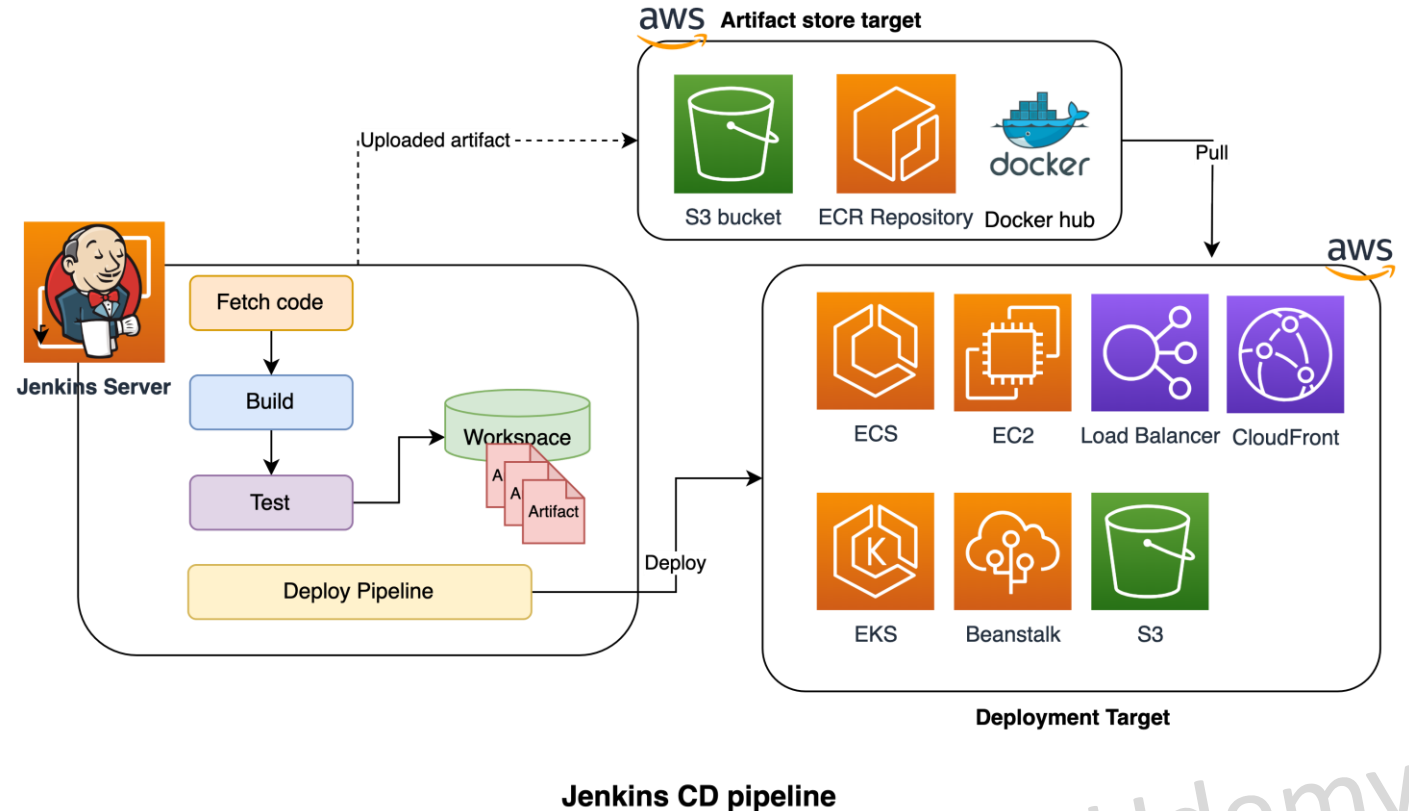 aws Artifact store target
Uploaded artifact
S3 bucket
ECR Repository
docker
Docker hub
Pull
aws
Jenkins Server
Fetch code
Build
Test
Workspace
A
A
Artifact
Deploy Pipeline
Deploy
ECS
EC2
Load Balancer
CloudFront
K
EKS
Beanstalk
S3
Deployment Target
Jenkins CD pipeline
Udemy